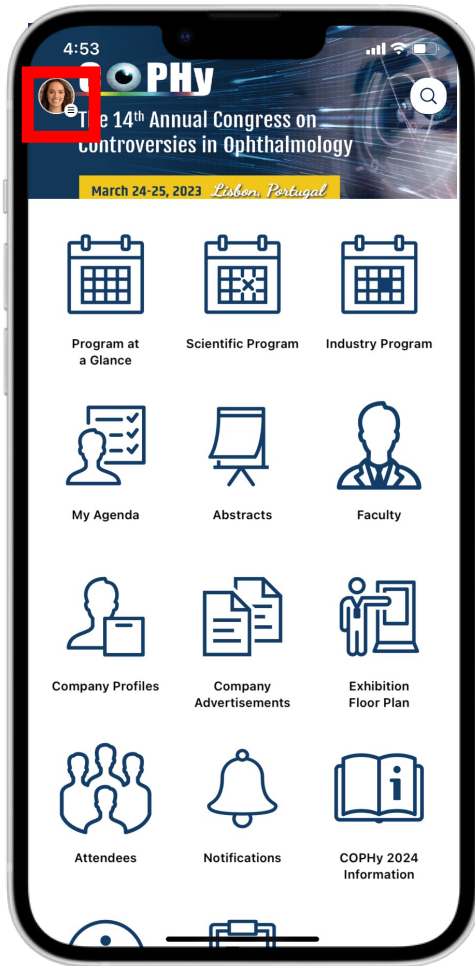 4:53
COPHy
The 14th Annual Congress on
Controversies in Ophthalmology
March 24-25, 2023 Lisbon, Portugal
Program at
a Glance
Scientific Program
Industry Program
My Agenda
Abstracts
Faculty
Company Profiles
Company
Advertisements
Exhibition
Floor Plan
Attendees
Notifications
COPHy 2024
Information